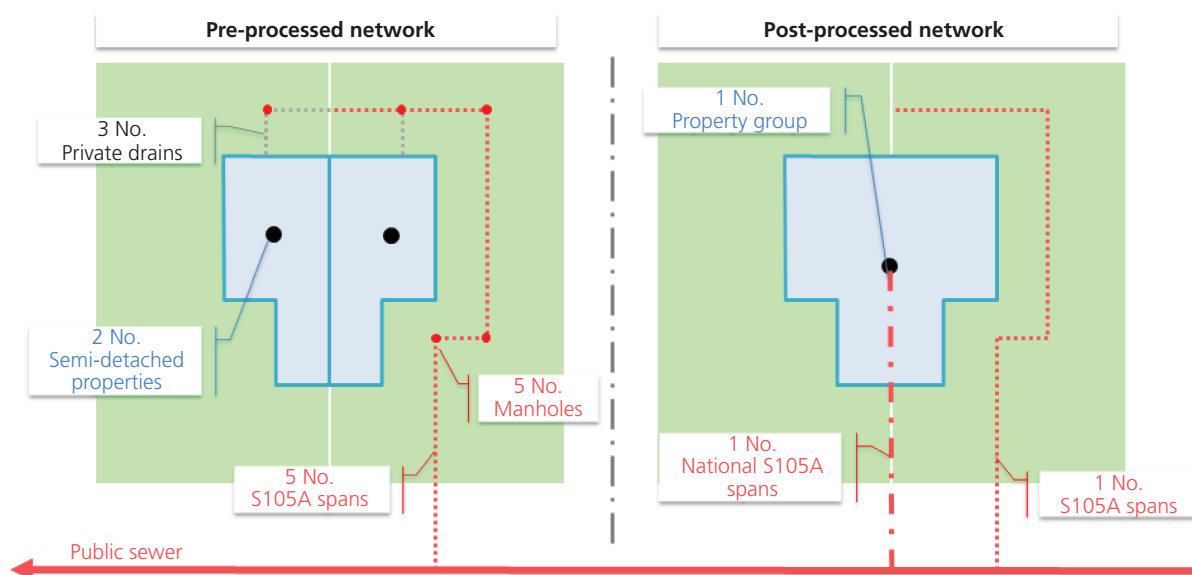 Pre-processed network
Post-processed network
3 No.
Private drains
2 No.
Semi-detached
properties
5 No.
Manholes
5 No.
S105A spans
Public sewer
1 No.
Property group
1 No.
National S105A
spans
1 No.
S105A spans